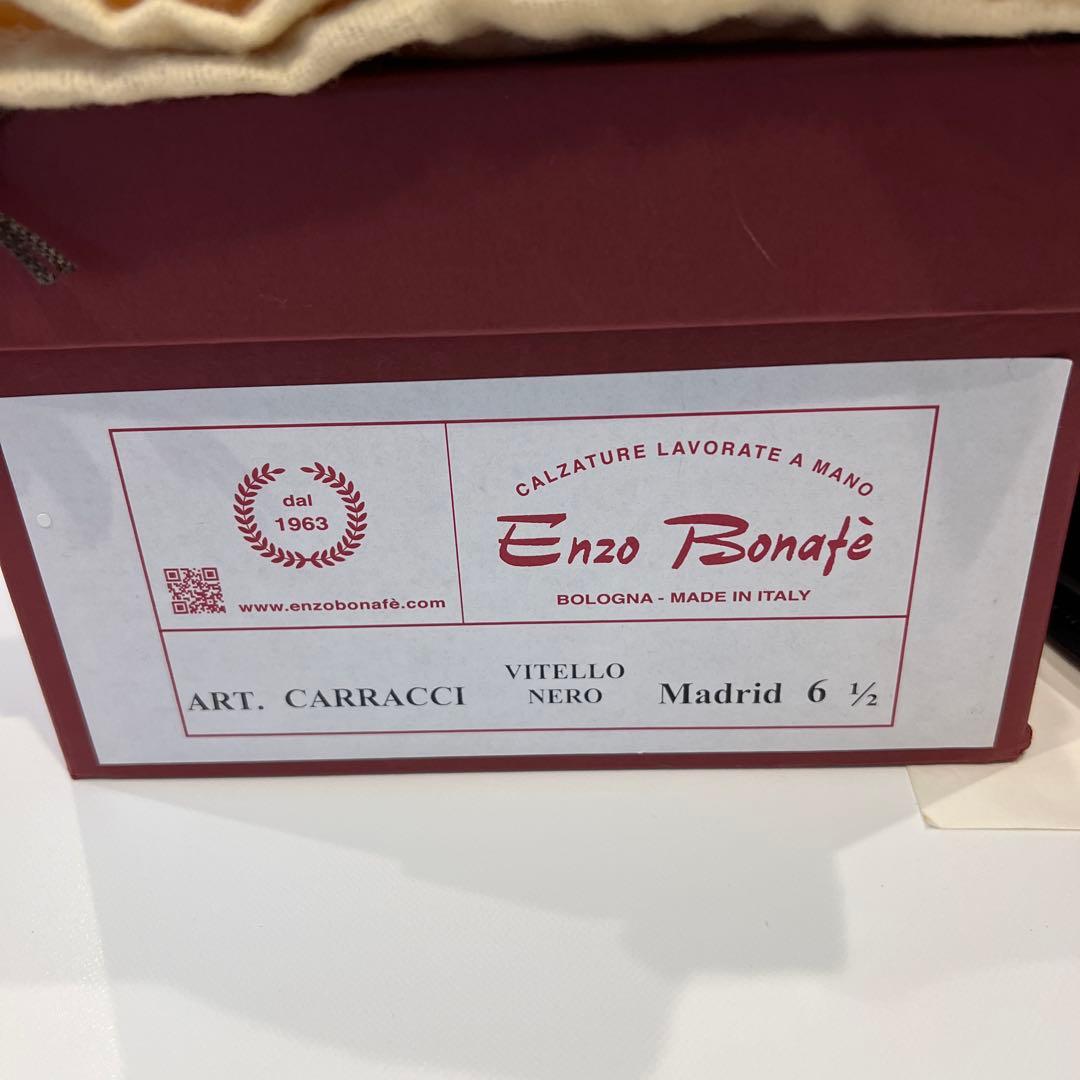 dal
1963
www.enzobonafè.com
CALZATURE LAVORATE A MANO
Enzo Bonafè
BOLOGNA - MADE IN ITALY
ART. CARRACCI
VITELLO
NERO
Madrid 6 ½